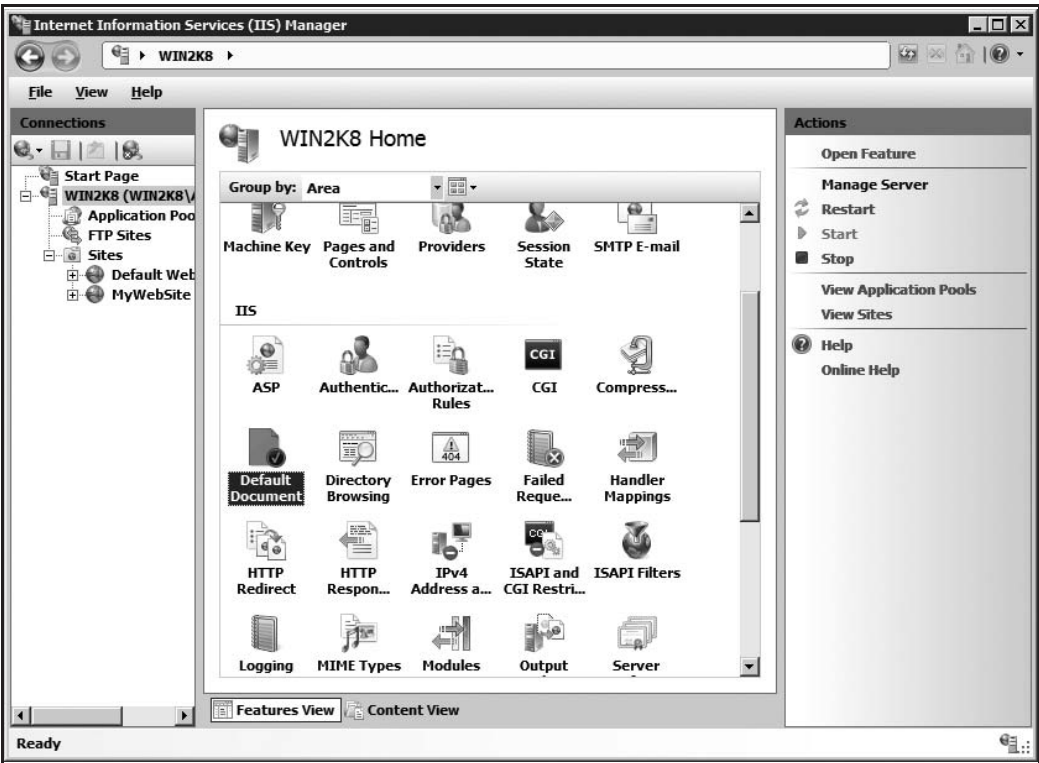 Internet Information Services (IIS) Manager
WIN2K8
File View Help
Connections
Start Page
WIN2K8 (WIN2K8\
Application Poo
FTP Sites
Sites
Default Web
MyWebSite
WIN2K8 Home
Group by: Area
Machine Key
Pages and
Controls
Providers
Session
State
SMTP E-mail
IIS
ASP
Authentic...
Authorizat...
Rules
CGI
CGI
Compress...
Default
Document
Directory
Browsing
404
Error Pages
Failed
Reque...
Handler
Mappings
HTTP
Redirect
HTTP
Respon...
IPv4
Address a...
ISAPI and
CGI Restri...
ISAPI Filters
Logging
MIME Types
Modules
Output
Server
Features View Content View
Actions
Open Feature
Manage Server
Restart
Start
Stop
View Application Pools
View Sites
Help
Online Help
Ready